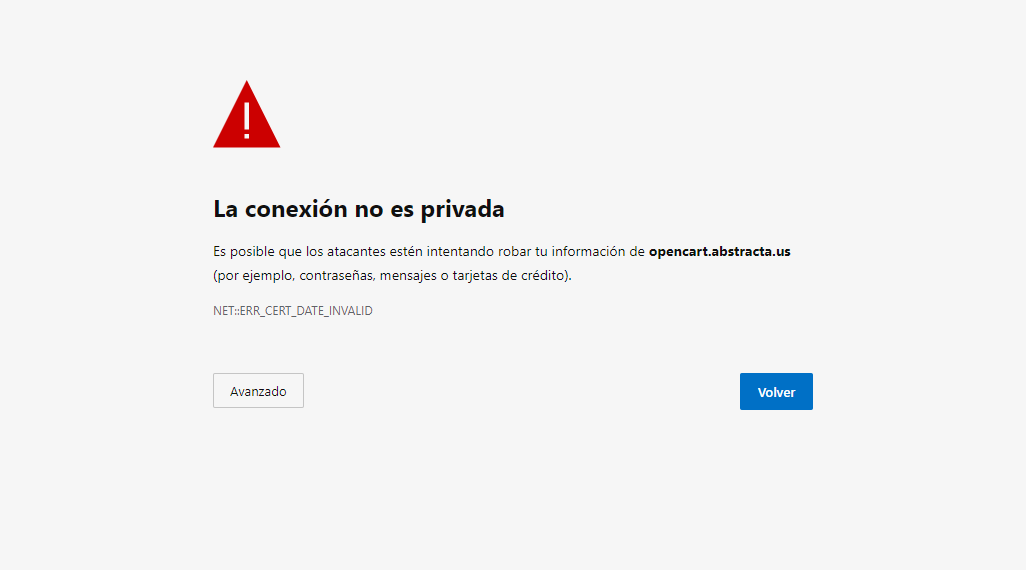 La conexión no es privada
Es posible que los atacantes estén intentando robar tu información de opencart.abstracta.us
(por ejemplo, contraseñas, mensajes o tarjetas de crédito).
NET::ERR_CERT_DATE_INVALID
Avanzado
Volver